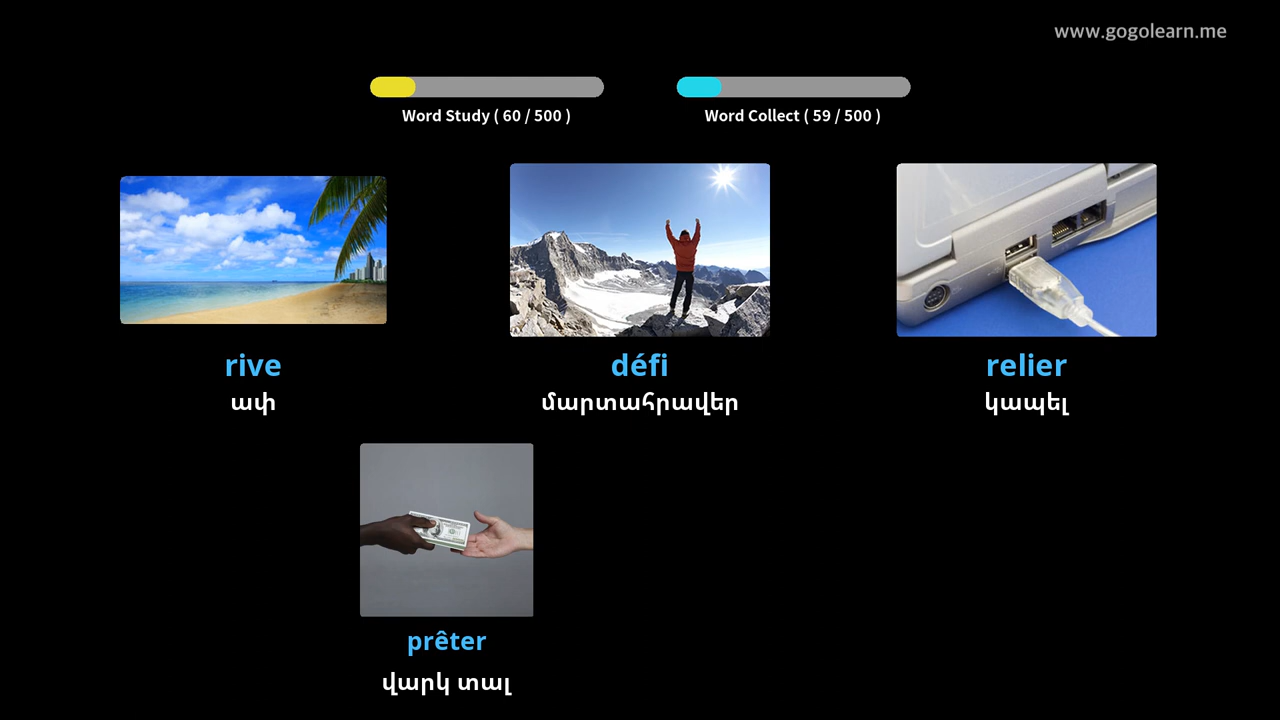 www.gogolearn.me
Word Study ( 60 / 500 )
Word Collect ( 59 / 500 )
rive
ափ
défi
մարտահրավեր
relier
կապել
prêter
վարկ տալ